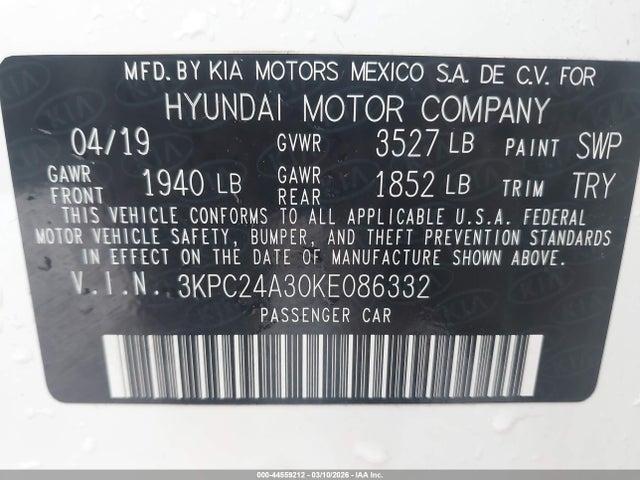 MFD. BY KIA MOTORS MEXICO S.A. DE C.V. FOR
HYUNDAI MOTOR COMPANY
04/19 GVWR 3527 LB PAINT SWP
GAWR FRONT 1940 LB GAWR REAR 1852 LB TRIM TRY
THIS VEHICLE CONFORMS TO ALL APPLICABLE U.S.A. FEDERAL
MOTOR VEHICLE SAFETY, BUMPER, AND THEFT PREVENTION STANDARDS
IN EFFECT ON THE DATE OF MANUFACTURE SHOWN ABOVE.
V.I.N. 3KPC24A30KE086332
PASSENGER CAR
000-44559212 - 03/10/2026 - IAAI.COM